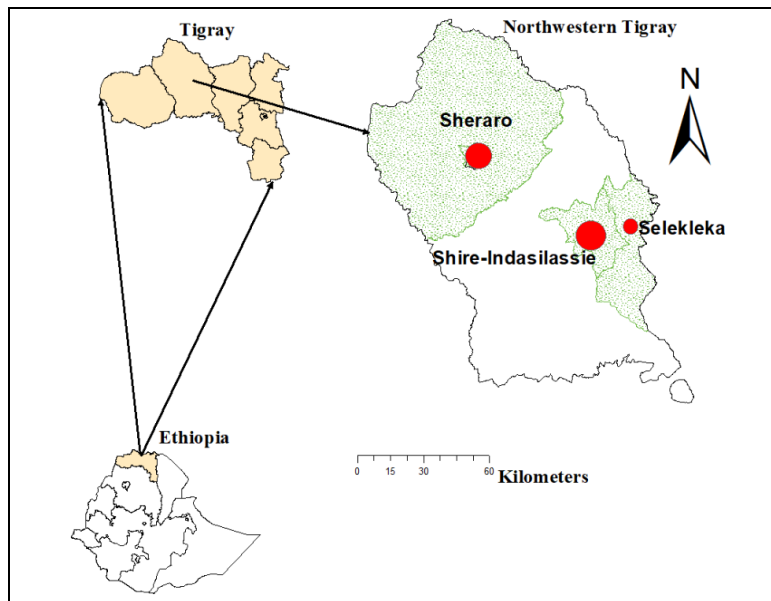 Tigray
Northwestern Tigray
N
Sheraro
Selekleka
Shire-Indasilassie
Ethiopia
0 15 30 60
Kilometers